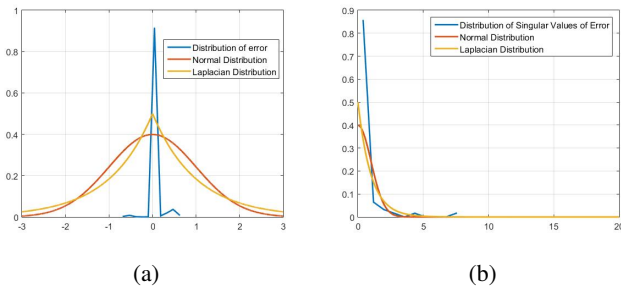 1
0.8
0.6
0.4
0.2
0
-3 -2 -1 0 1 2 3
Distribution of error
Normal Distribution
Laplacian Distribution
(a)
0.9
0.8
0.7
0.6
0.5
0.4
0.3
0.2
0.1
0
0 5 10 15 20
Distribution of Singular Values of Error
Normal Distribution
Laplacian Distribution
(b)